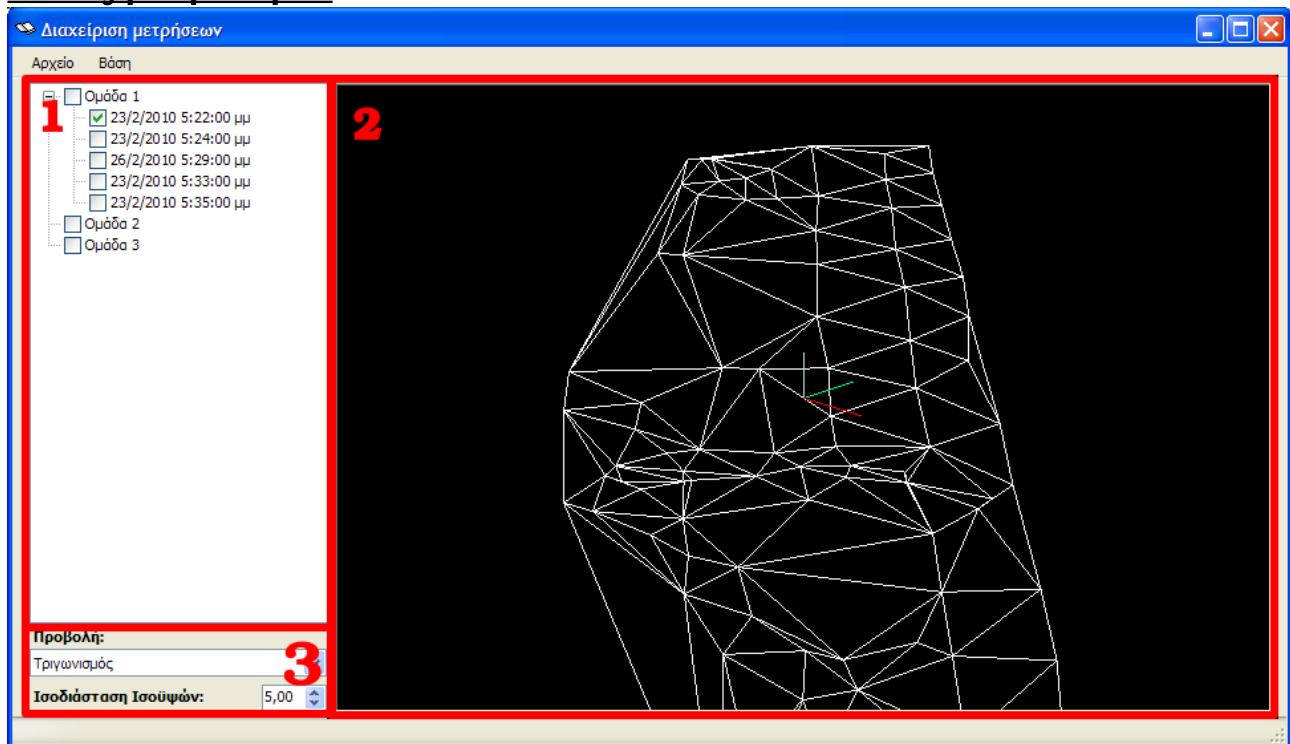 Διαχείριση μετρήσεων
Αρχείο Βάση
1
Ομάδα 1
23/2/2010 5:22:00 μμ
23/2/2010 5:24:00 μμ
26/2/2010 5:29:00 μμ
23/2/2010 5:33:00 μμ
23/2/2010 5:35:00 μμ
Ομάδα 2
Ομάδα 3
2
Προβολή:
Τριγωνισμός
3
Ισοδιάσταση Ισοϋψών: 5,00